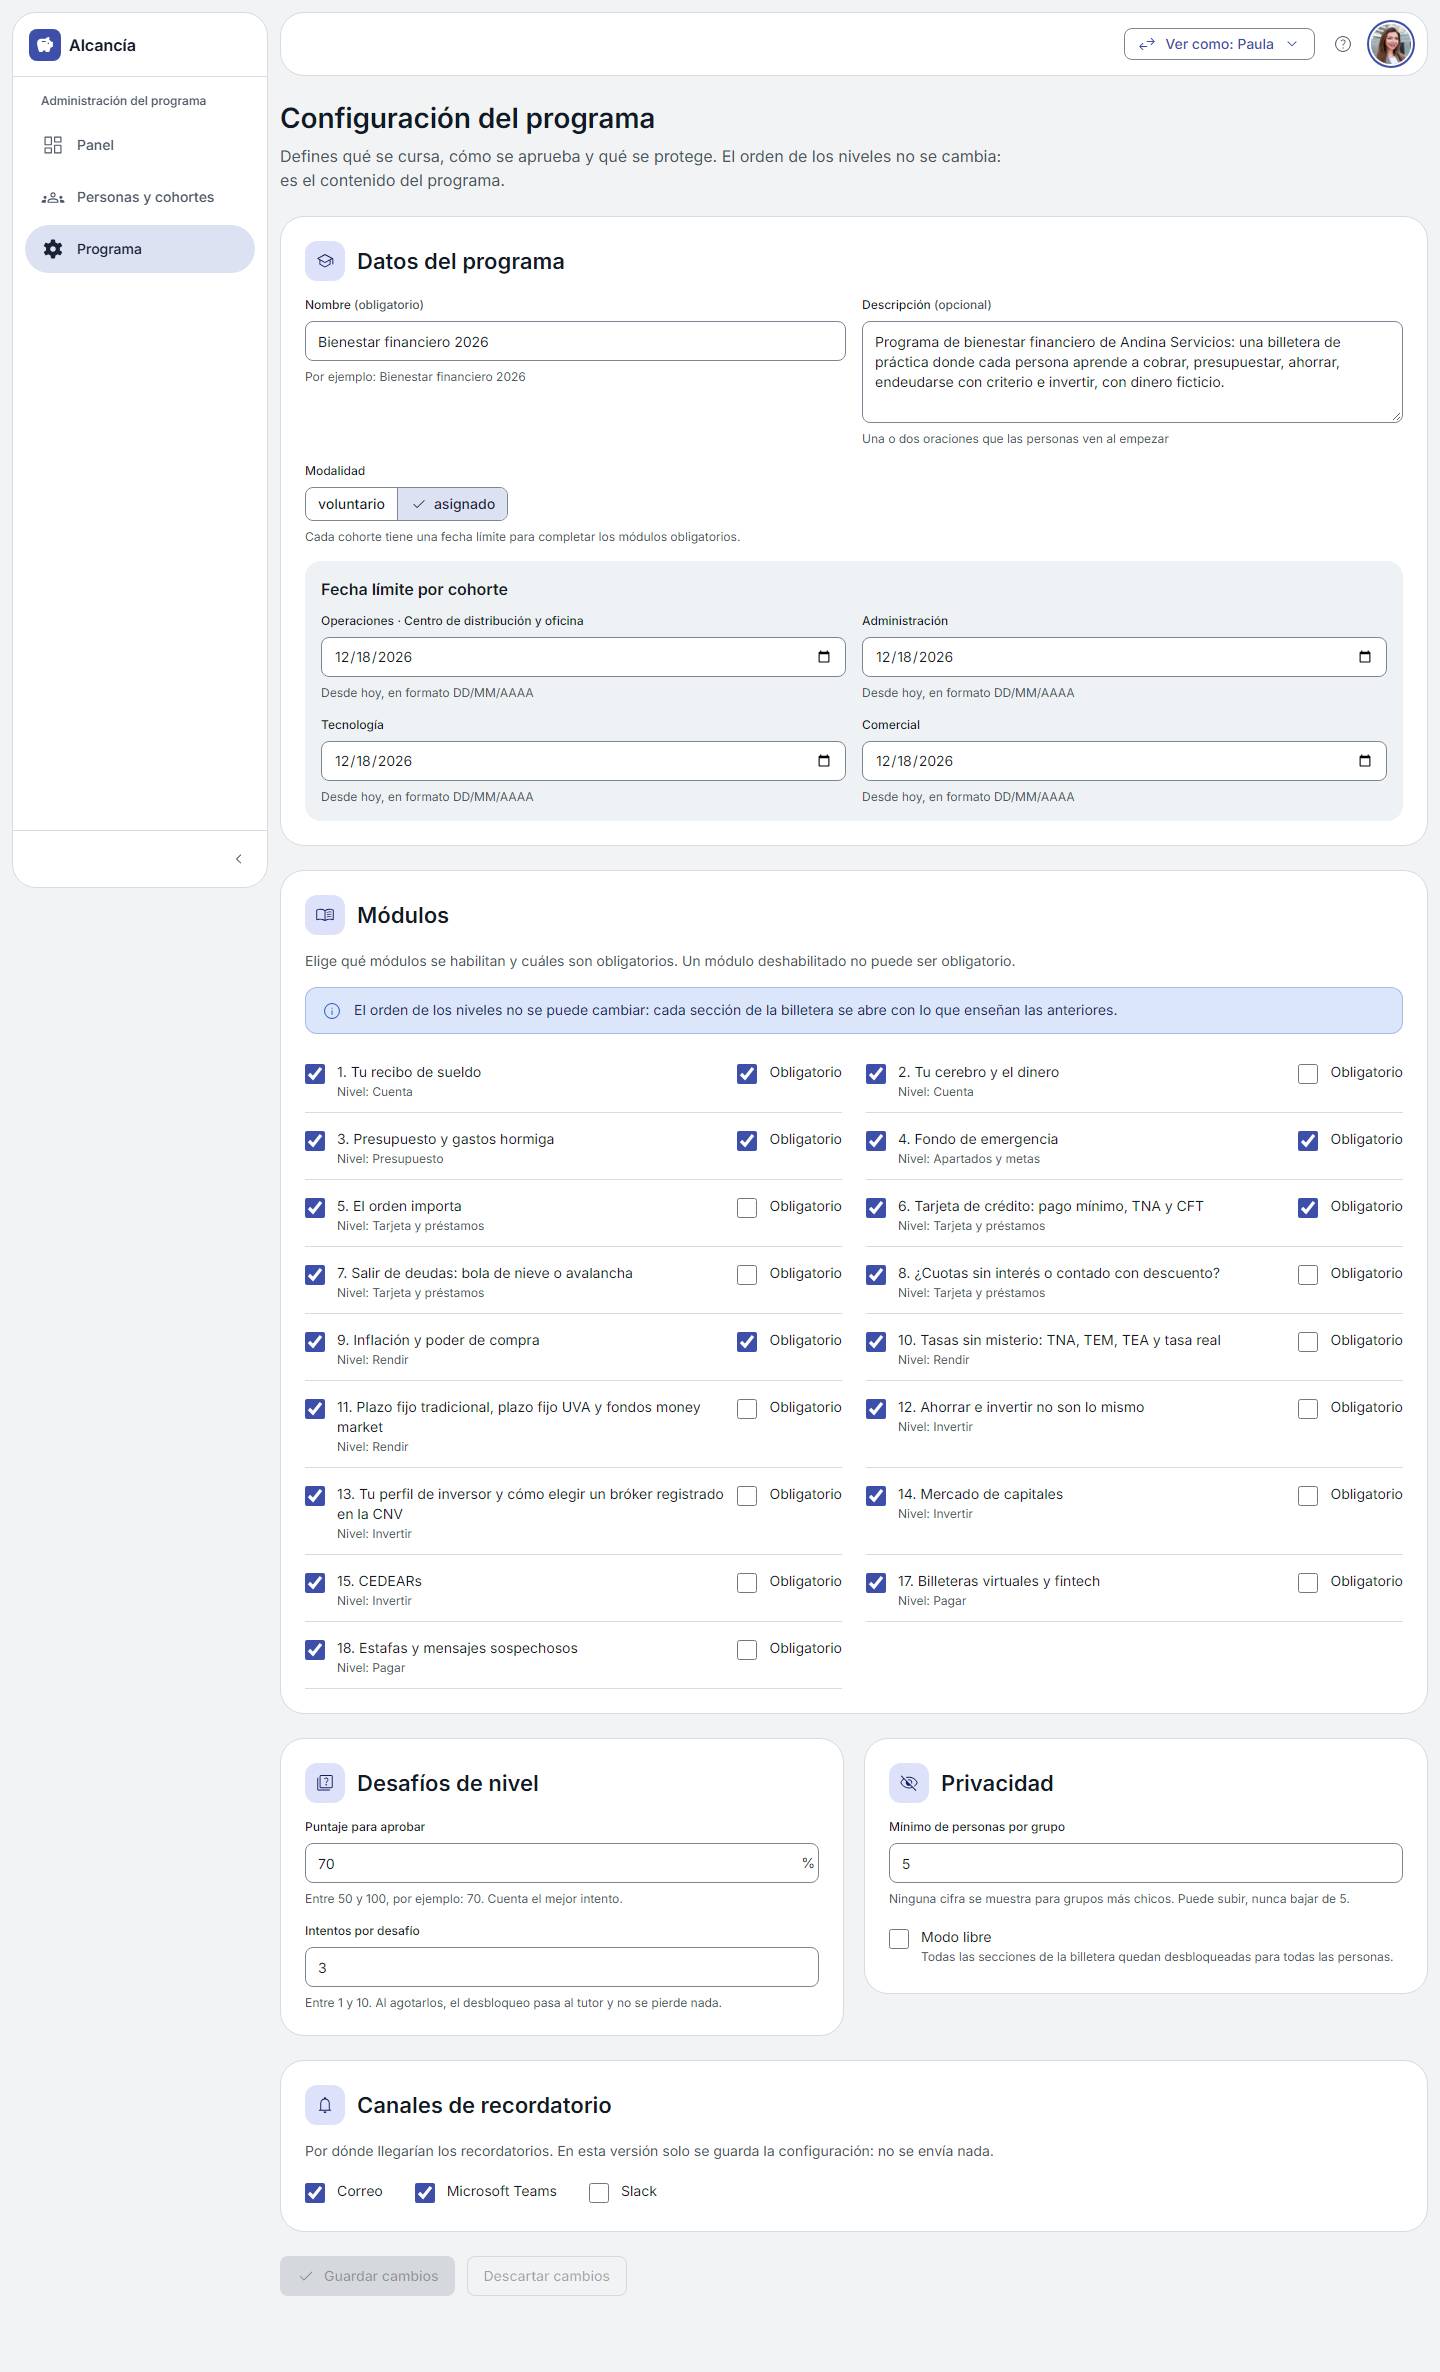 Alcancía
Ver como: Paula
Administración del programa
Panel
Personas y cohortes
Programa
Configuración del programa
Defines qué se cursa, cómo se aprueba y qué se protege. El orden de los niveles no se cambia:
es el contenido del programa.
Datos del programa
Nombre (obligatorio)
Bienestar financiero 2026
Por ejemplo: Bienestar financiero 2026
Descripción (opcional)
Programa de bienestar financiero de Andina Servicios: una billetera de
práctica donde cada persona aprende a cobrar, presupuestar, ahorrar,
endeudarse con criterio e invertir, con dinero ficticio.
Una o dos oraciones que las personas ven al empezar
Modalidad
voluntario
asignado
Cada cohorte tiene una fecha límite para completar los módulos obligatorios.
Fecha límite por cohorte
Operaciones · Centro de distribución y oficina
12/18/2026
Desde hoy, en formato DD/MM/AAAA
Administración
12/18/2026
Desde hoy, en formato DD/MM/AAAA
Tecnología
12/18/2026
Desde hoy, en formato DD/MM/AAAA
Comercial
12/18/2026
Desde hoy, en formato DD/MM/AAAA
Módulos
Elige qué módulos se habilitan y cuáles son obligatorios. Un módulo deshabilitado no puede ser obligatorio.
El orden de los niveles no se puede cambiar: cada sección de la billetera se abre con lo que enseñan las anteriores.
1. Tu recibo de sueldo
Nivel: Cuenta
Obligatorio
2. Tu cerebro y el dinero
Nivel: Cuenta
Obligatorio
3. Presupuesto y gastos hormiga
Nivel: Presupuesto
Obligatorio
4. Fondo de emergencia
Nivel: Apartados y metas
Obligatorio
5. El orden importa
Nivel: Tarjeta y préstamos
Obligatorio
6. Tarjeta de crédito: pago mínimo, TNA y CFT
Nivel: Tarjeta y préstamos
Obligatorio
7. Salir de deudas: bola de nieve o avalancha
Nivel: Tarjeta y préstamos
Obligatorio
8. ¿Cuotas sin interés o contado con descuento?
Nivel: Tarjeta y préstamos
Obligatorio
9. Inflación y poder de compra
Nivel: Rendir
Obligatorio
10. Tasas sin misterio: TNA, TEM, TEA y tasa real
Nivel: Rendir
Obligatorio
11. Plazo fijo tradicional, plazo fijo UVA y fondos money
market
Nivel: Rendir
Obligatorio
12. Ahorrar e invertir no son lo mismo
Nivel: Invertir
Obligatorio
13. Tu perfil de inversor y cómo elegir un bróker registrado
en la CNV
Nivel: Invertir
Obligatorio
14. Mercado de capitales
Nivel: Invertir
Obligatorio
15. CEDEARs
Nivel: Invertir
Obligatorio
17. Billeteras virtuales y fintech
Nivel: Pagar
Obligatorio
18. Estafas y mensajes sospechosos
Nivel: Pagar
Obligatorio
Desafíos de nivel
Puntaje para aprobar
70 %
Entre 50 y 100, por ejemplo: 70. Cuenta el mejor intento.
Intentos por desafío
3
Entre 1 y 10. Al agotarlos, el desbloqueo pasa al tutor y no se pierde nada.
Privacidad
Mínimo de personas por grupo
5
Ninguna cifra se muestra para grupos más chicos. Puede subir, nunca bajar de 5.
Modo libre
Todas las secciones de la billetera quedan desbloqueadas para todas las personas.
Canales de recordatorio
Por dónde llegarían los recordatorios. En esta versión solo se guarda la configuración: no se envía nada.
Correo
Microsoft Teams
Slack
Guardar cambios
Descartar cambios